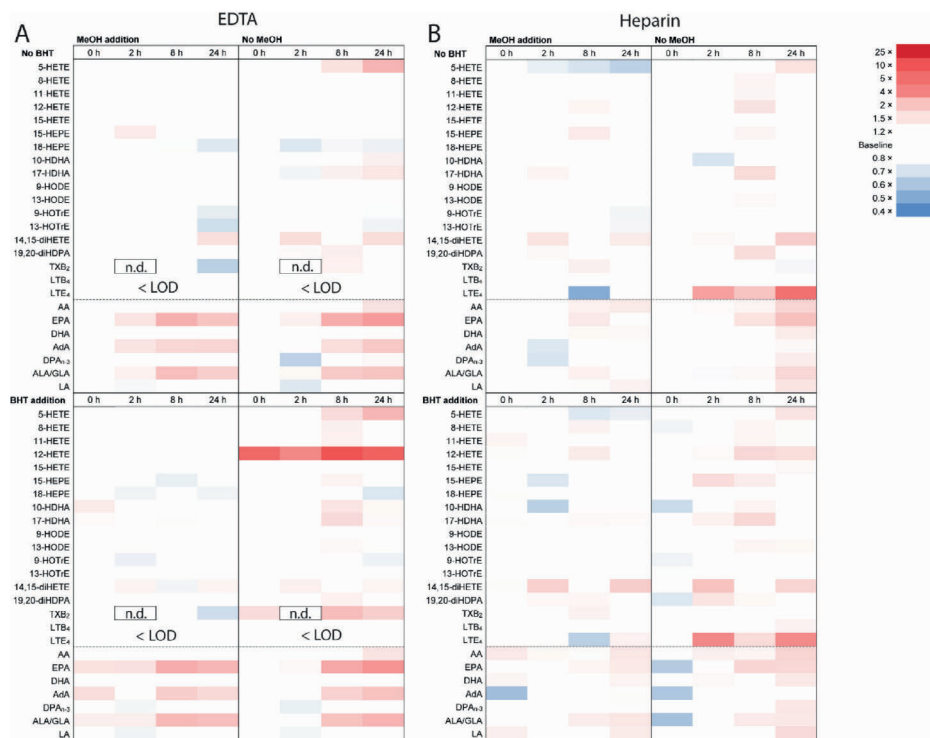 A
EDTA
MeOH addition
No MeOH
No BHT
0 h 2 h 8 h 24 h 0 h 2 h 8 h 24 h
5-HETE
8-HETE
11-HETE
12-HETE
15-HETE
15-HEPE
18-HEPE
10-HDHA
17-HDHA
9-HODE
13-HODE
9-HOTrE
13-HOTrE
14,15-diHETE
19,20-diHDPA
TXB₂ n.d. n.d.
LTB₄
< LOD < LOD
LTE₄
AA
EPA
DHA
AdA
DPAn-3
ALA/GLA
LA
BHT addition 0 h 2 h 8 h 24 h 0 h 2 h 8 h 24 h
5-HETE
8-HETE
11-HETE
12-HETE
15-HETE
15-HEPE
18-HEPE
10-HDHA
17-HDHA
9-HODE
13-HODE
9-HOTrE
13-HOTrE
14,15-diHETE
19,20-diHDPA
TXB₂ n.d. n.d.
LTB₄
< LOD < LOD
LTE₄
AA
EPA
DHA
AdA
DPAn-3
ALA/GLA
LA
B
Heparin
MeOH addition
No MeOH
No BHT
0 h 2 h 8 h 24 h 0 h 2 h 8 h 24 h
5-HETE
8-HETE
11-HETE
12-HETE
15-HETE
15-HEPE
18-HEPE
10-HDHA
17-HDHA
9-HODE
13-HODE
9-HOTrE
13-HOTrE
14,15-diHETE
19,20-diHDPA
TXB₂
LTB₄
LTE₄
AA
EPA
DHA
AdA
DPAn-3
ALA/GLA
LA
BHT addition 0 h 2 h 8 h 24 h 0 h 2 h 8 h 24 h
5-HETE
8-HETE
11-HETE
12-HETE
15-HETE
15-HEPE
18-HEPE
10-HDHA
17-HDHA
9-HODE
13-HODE
9-HOTrE
13-HOTrE
14,15-diHETE
19,20-diHDPA
TXB₂
LTB₄
LTE₄
AA
EPA
DHA
AdA
DPAn-3
ALA/GLA
LA
25 ×
10 ×
5 ×
4 ×
2 ×
1.5 ×
1.2 ×
Baseline
0.8 ×
0.7 ×
0.6 ×
0.5 ×
0.4 ×